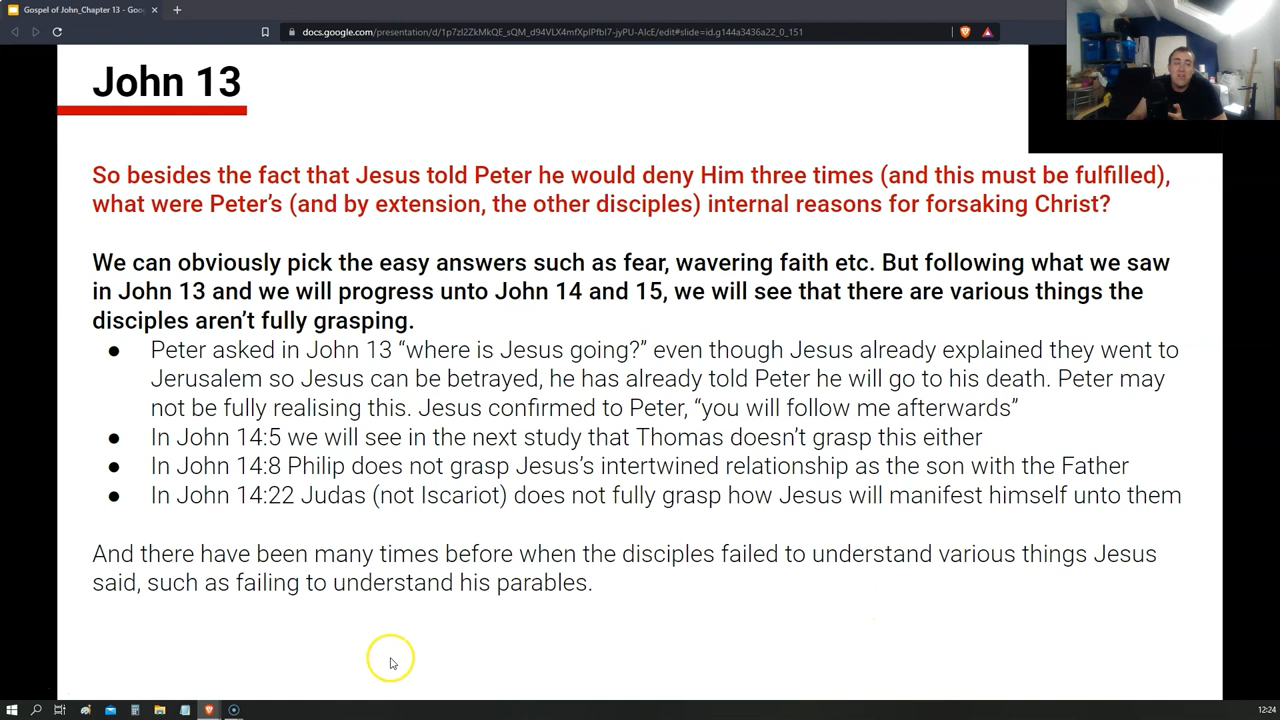 Gospel of John_Chapter 13 - Goo
docs.google.com/presentation/d/1p7zl2ZkMkQE_sQM_d94VLX4mfXpIPfbI7-jyPU-AIcE/edit#slide=id.g144a3436a22_0_151
John 13
So besides the fact that Jesus told Peter he would deny Him three times (and this must be fulfilled),
what were Peter's (and by extension, the other disciples) internal reasons for forsaking Christ?
We can obviously pick the easy answers such as fear, wavering faith etc. But following what we saw
in John 13 and we will progress unto John 14 and 15, we will see that there are various things the
disciples aren't fully grasping.
● Peter asked in John 13 “where is Jesus going?” even though Jesus already explained they went to
Jerusalem so Jesus can be betrayed, he has already told Peter he will go to his death. Peter may
not be fully realising this. Jesus confirmed to Peter, “you will follow me afterwards”
● In John 14:5 we will see in the next study that Thomas doesn't grasp this either
● In John 14:8 Philip does not grasp Jesus's intertwined relationship as the son with the Father
● In John 14:22 Judas (not Iscariot) does not fully grasp how Jesus will manifest himself unto them
And there have been many times before when the disciples failed to understand various things Jesus
said, such as failing to understand his parables.
12:24